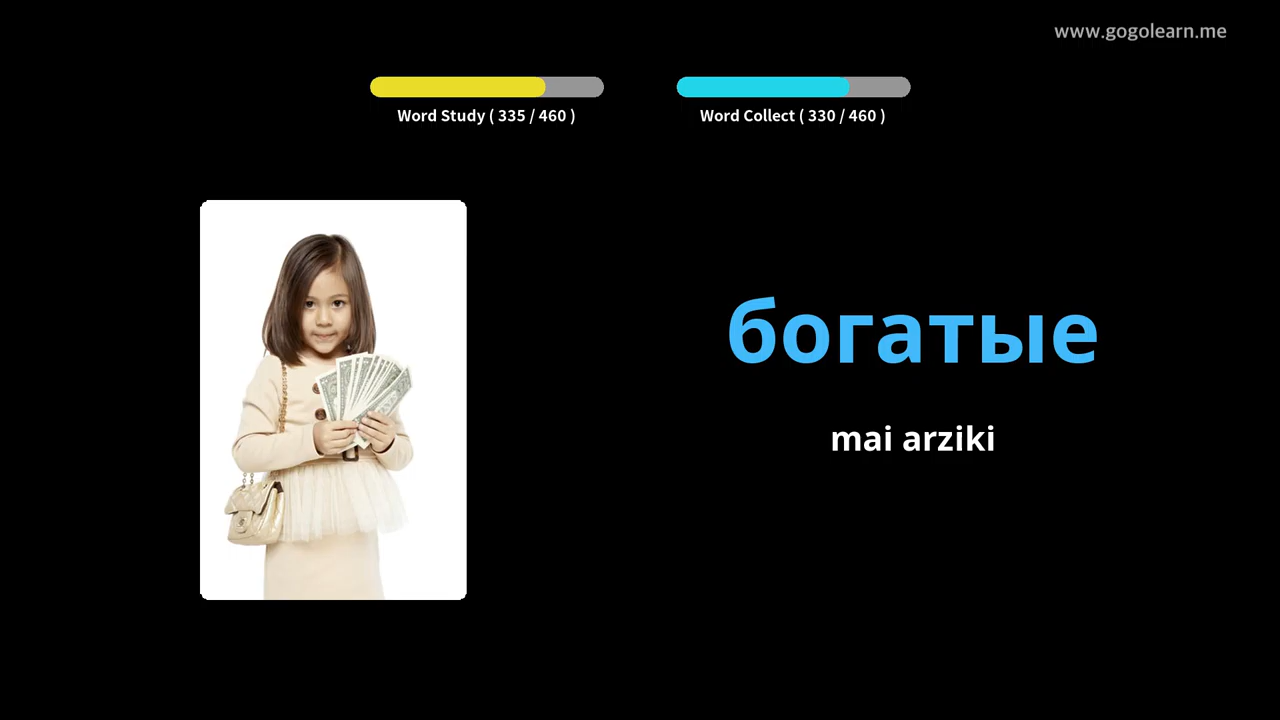 www.gogolearn.me
Word Study ( 335 / 460 )
Word Collect ( 330 / 460 )
богатые
mai arziki